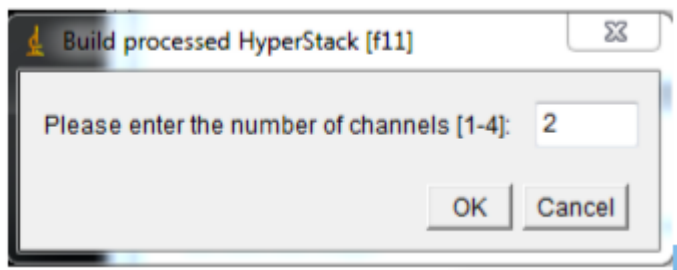 Build processed HyperStack [f11]
Please enter the number of channels [1-4]: 2
OK Cancel